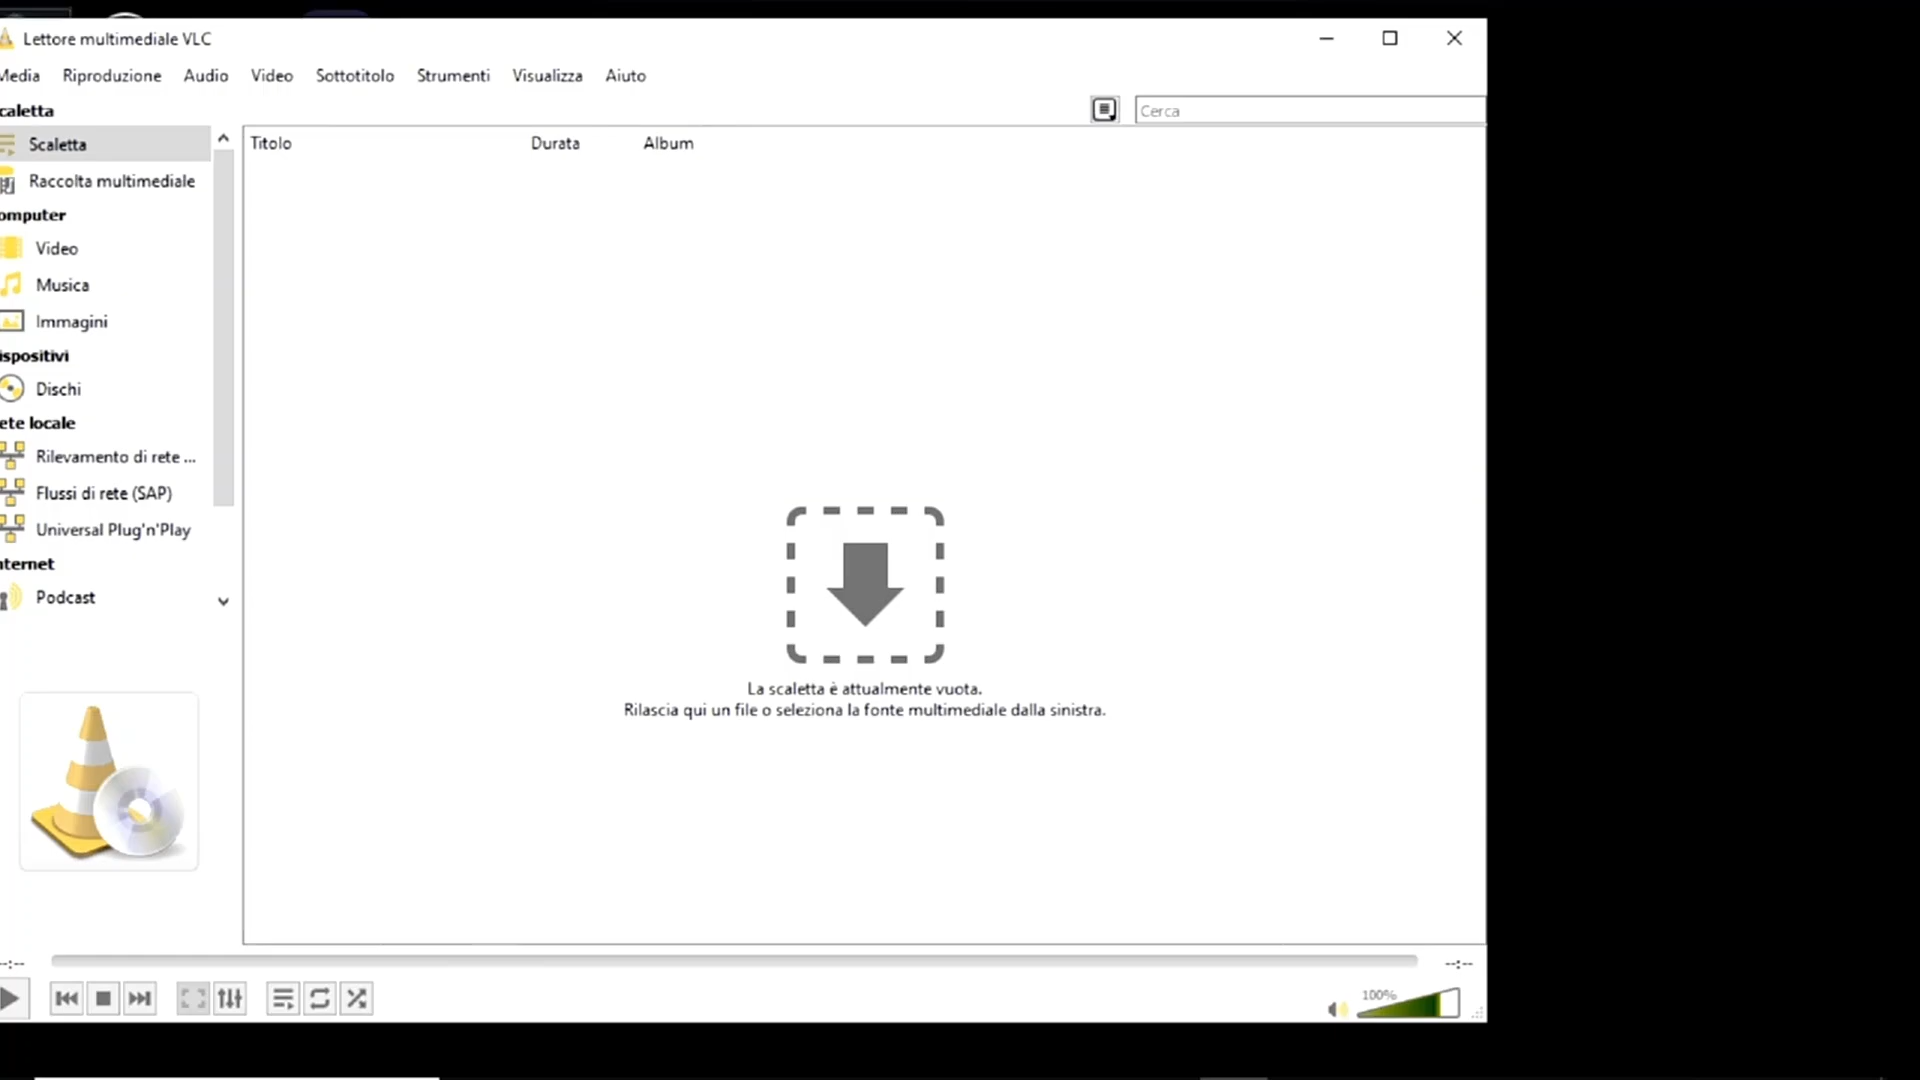 Lettore multimediale VLC
Media Riproduzione Audio Video Sottotitolo Strumenti Visualizza Aiuto
caletta
Cerca
Scaletta
Titolo Durata Album
Raccolta multimediale
omputer
Video
Musica
Immagini
ispositivi
Dischi
ete locale
Rilevamento di rete ...
Flussi di rete (SAP)
Universal Plug'n'Play
nternet
Podcast
La scaletta è attualmente vuota.
Rilascia qui un file o seleziona la fonte multimediale dalla sinistra.
--:-- --:--
100%